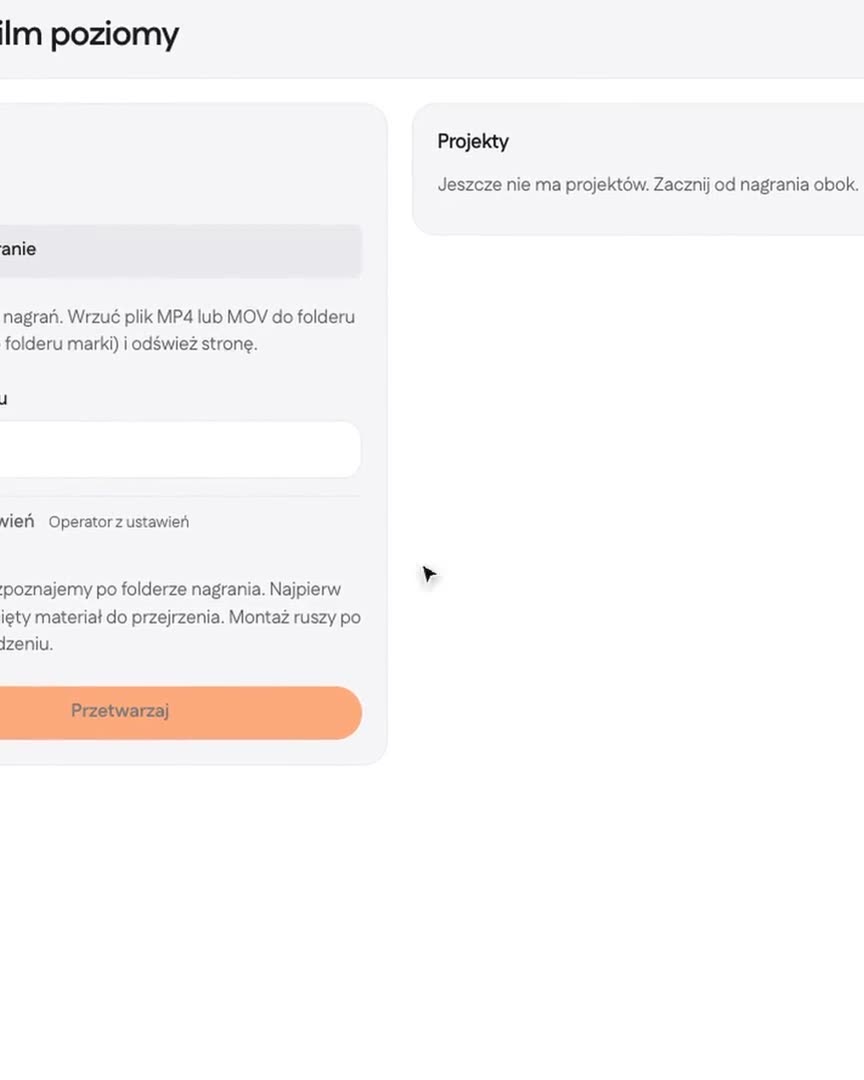 ilm poziomy
Projekty
Jeszcze nie ma projektów. Zacznij od nagrania obok.
ranie
nagrań. Wrzuć plik MP4 lub MOV do folderu
folderu marki) i odśwież stronę.
u
wień Operator z ustawień
zpoznajemy po folderze nagrania. Najpierw
ięty materiał do przejrzenia. Montaż ruszy po
dzeniu.
Przetwarzaj